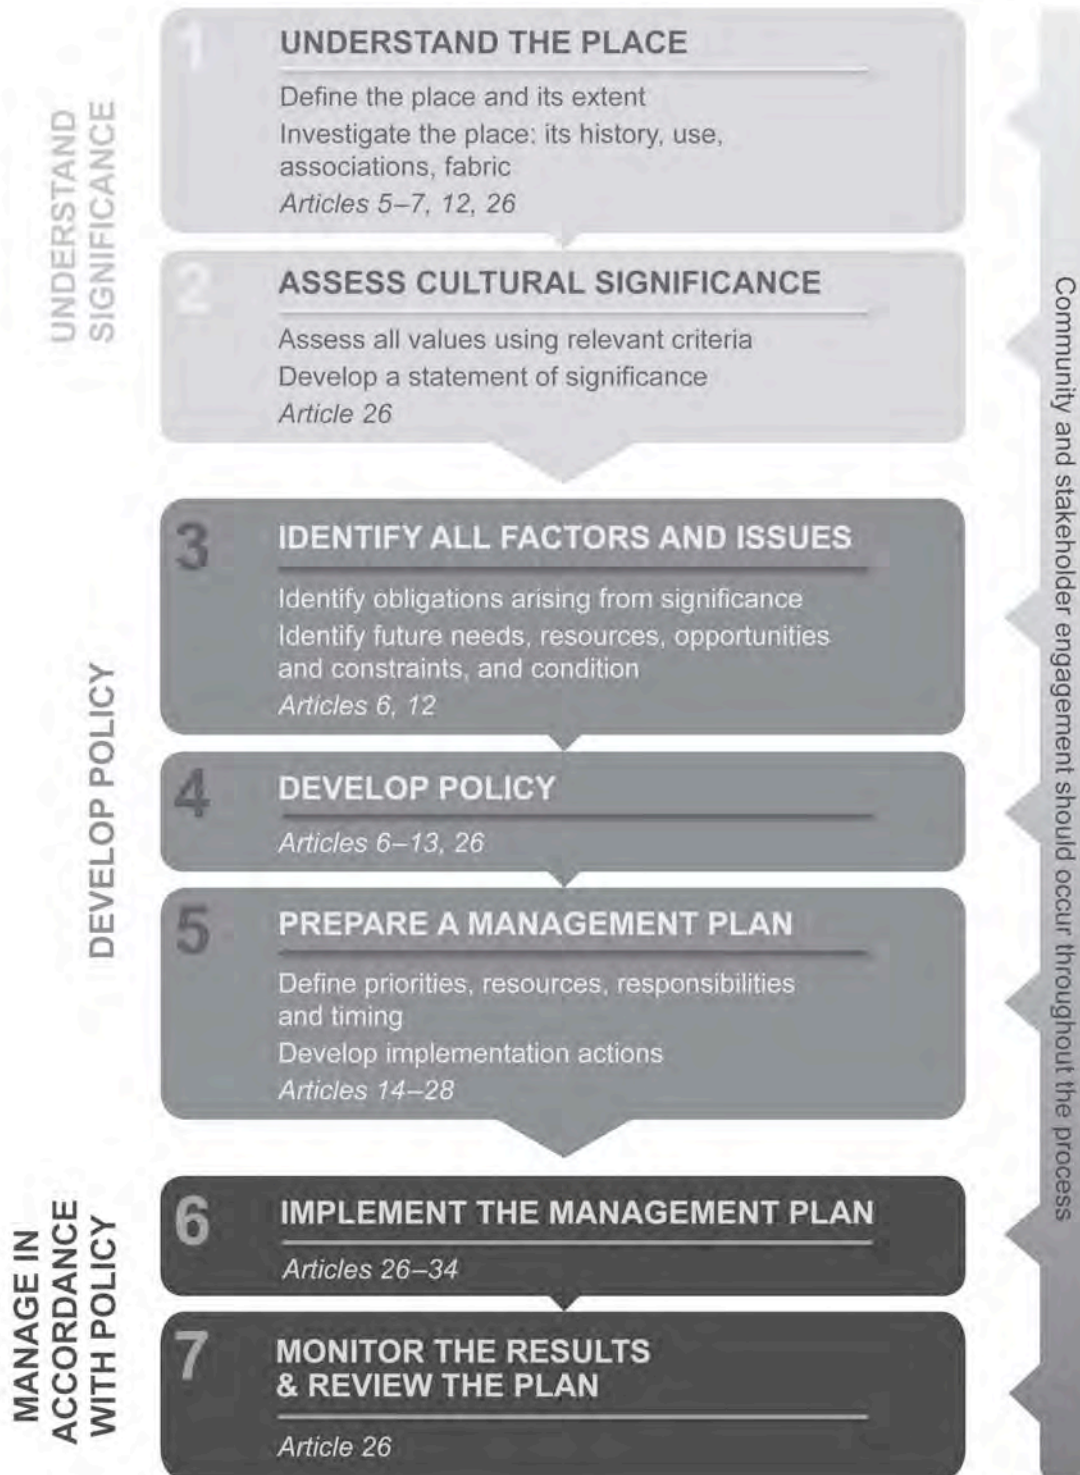 UNDERSTAND
SIGNIFICANCE
1
UNDERSTAND THE PLACE
Define the place and its extent
Investigate the place: its history, use,
associations, fabric
Articles 5–7, 12, 26
2
ASSESS CULTURAL SIGNIFICANCE
Assess all values using relevant criteria
Develop a statement of significance
Article 26
DEVELOP POLICY
3
IDENTIFY ALL FACTORS AND ISSUES
Identify obligations arising from significance
Identify future needs, resources, opportunities
and constraints, and condition
Articles 6, 12
4
DEVELOP POLICY
Articles 6–13, 26
5
PREPARE A MANAGEMENT PLAN
Define priorities, resources, responsibilities
and timing
Develop implementation actions
Articles 14–28
MANAGE IN
ACCORDANCE
WITH POLICY
6
IMPLEMENT THE MANAGEMENT PLAN
Articles 26–34
7
MONITOR THE RESULTS
& REVIEW THE PLAN
Article 26
Community and stakeholder engagement should occur throughout the process